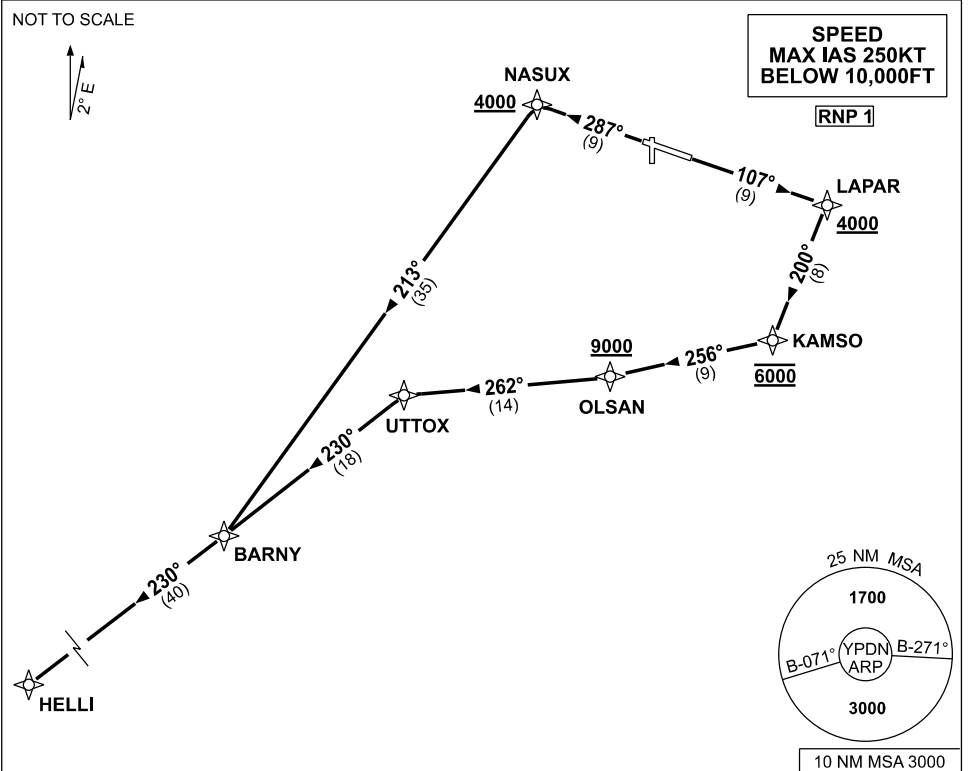 NOT TO SCALE
2° E
SPEED
MAX IAS 250KT
BELOW 10,000FT
RNP 1
NASUX
4000
287°
(9)
107°
(9)
LAPAR
4000
200°
(8)
213°
(35)
KAMSO
6000
9000
256°
(9)
OLSAN
262°
(14)
UTTOX
230°
(18)
BARNY
230°
(40)
HELLI
25 NM MSA
1700
YPDN
ARP
B-071°
B-271°
3000
10 NM MSA 3000